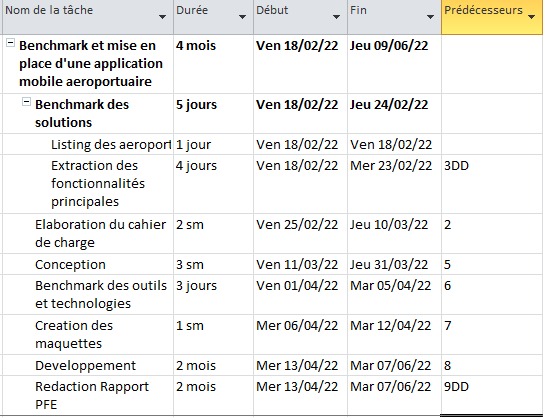 Nom de la tâche Durée Début Fin Prédécesseurs
Benchmark et mise en 4 mois Ven 18/02/22 Jeu 09/06/22
place d'une application
mobile aeroportuaire
Benchmark des 5 jours Ven 18/02/22 Jeu 24/02/22
solutions
Listing des aeroport 1 jour Ven 18/02/22 Ven 18/02/22
Extraction des 4 jours Ven 18/02/22 Mer 23/02/22 3DD
fonctionnalités
principales
Elaboration du cahier 2 sm Ven 25/02/22 Jeu 10/03/22 2
de charge
Conception 3 sm Ven 11/03/22 Jeu 31/03/22 5
Benchmark des outils 3 jours Ven 01/04/22 Mar 05/04/22 6
et technologies
Creation des 1 sm Mer 06/04/22 Mar 12/04/22 7
maquettes
Developpement 2 mois Mer 13/04/22 Mar 07/06/22 8
Redaction Rapport 2 mois Mer 13/04/22 Mar 07/06/22 9DD
PFE